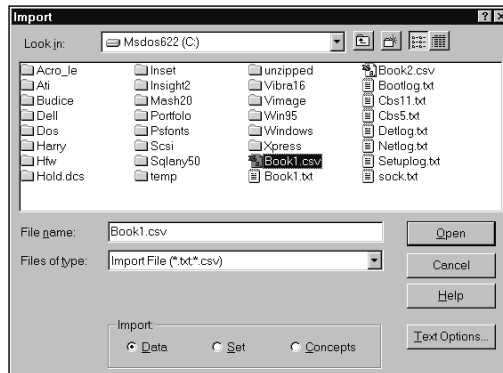 Import
Look in: Msdos622 (C:)
Acro_le Inset unzipped Book2.csv
Ati Insight2 Vibra16 Bootlog.txt
Budice Mash20 Vimage Cbs11.txt
Dell Portfolo Win95 Cbs5.txt
Dos Psfonts Windows Detlog.txt
Harry Scsi Xpress Netlog.txt
Hfw Sqlany50 Book1.csv Setuplog.txt
Hold.dcs temp Book1.txt sock.txt
File name: Book1.csv Open
Files of type: Import File (*.txt;*.csv) Cancel
Help
Import
Data Set Concepts Text Options...